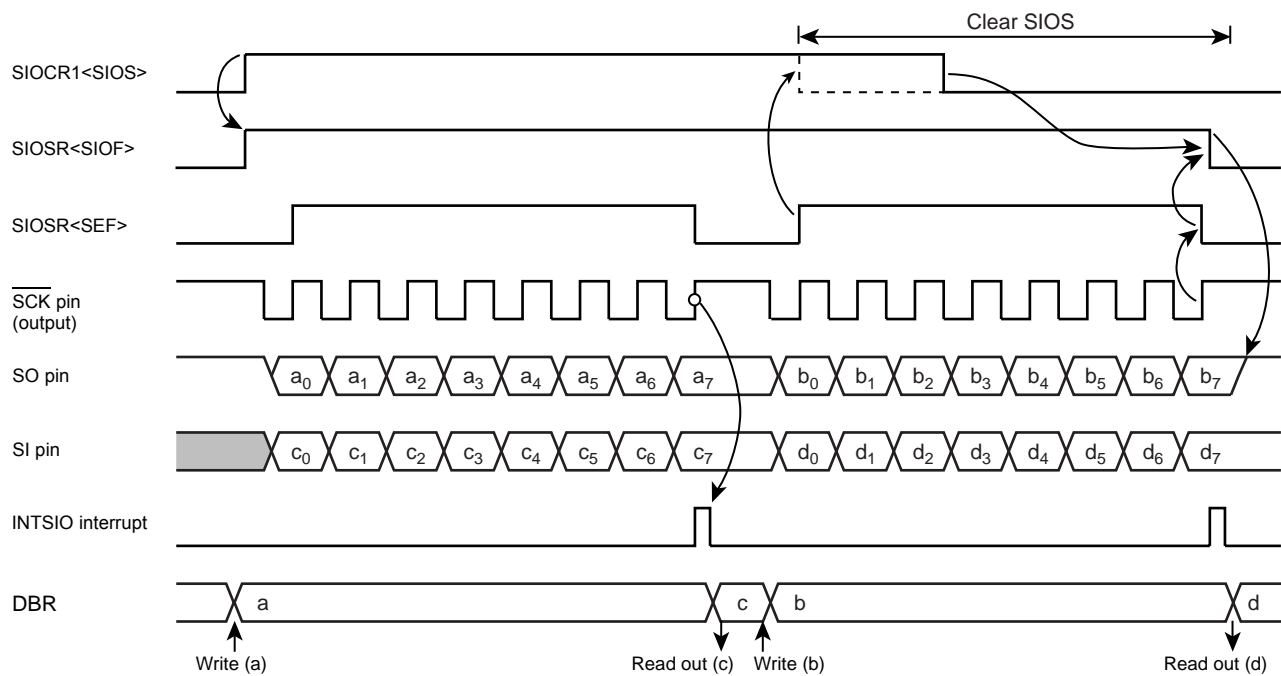 Clear SIOS
SIOCR1<SIOS>
SIOSR<SIOF>
SIOSR<SEF>
SCK pin
(output)
SO pin a0 a1 a2 a3 a4 a5 a6 a7 b0 b1 b2 b3 b4 b5 b6 b7
SI pin c0 c1 c2 c3 c4 c5 c6 c7 d0 d1 d2 d3 d4 d5 d6 d7
INTSIO interrupt
DBR a c b d
Write (a) Read out (c) Write (b) Read out (d)